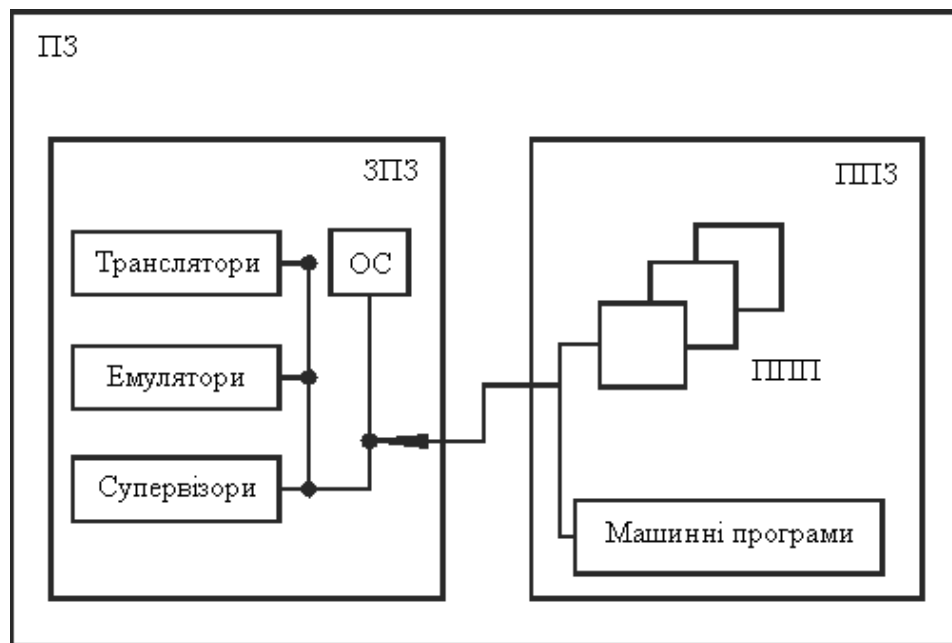 ПЗ
ЗПЗ
Транслятори
ОС
Емулятори
Супервізори
ППЗ
ППП
Машинні програми